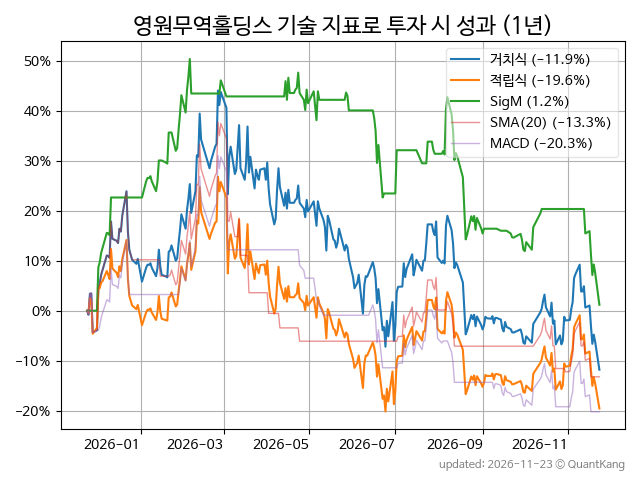 영원무역홀딩스 기술 지표로 투자 시 성과 (1년)
50%
40%
30%
20%
10%
0%
−10%
−20%
거치식 (−11.9%)
적립식 (−19.6%)
SigM (1.2%)
SMA(20) (−13.3%)
MACD (−20.3%)
2026-01
2026-03
2026-05
2026-07
2026-09
2026-11
updated: 2026-11-23 © QuantKang